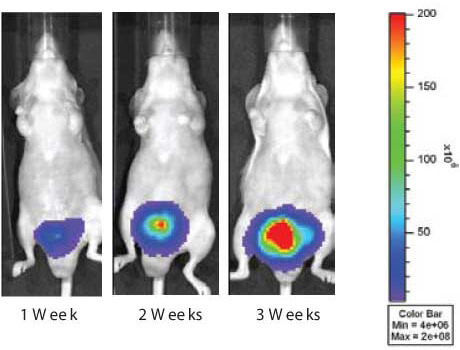 1 Week
2 Weeks
3 Weeks
200
150
100
50
x10⁶
Color Bar
Min = 4e+06
Max = 2e+08